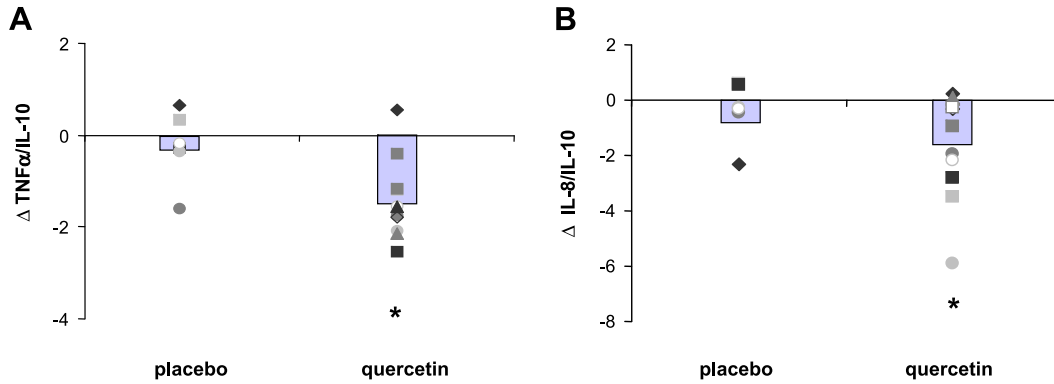 A
2
0
-2
-4
Δ TNFα/IL-10
placebo
quercetin
*
B
2
0
-2
-4
-6
-8
Δ IL-8/IL-10
placebo
quercetin
*